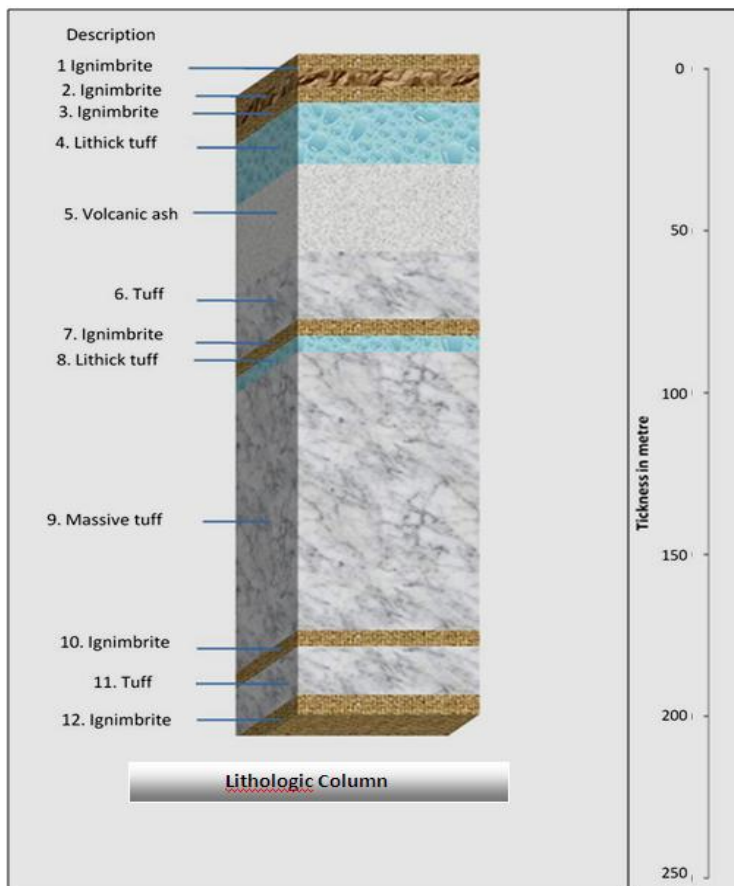 Description
1 Ignimbrite
2. Ignimbrite
3. Ignimbrite
4. Lithick tuff
5. Volcanic ash
6. Tuff
7. Ignimbrite
8. Lithick tuff
9. Massive tuff
10. Ignimbrite
11. Tuff
12. Ignimbrite
Lithologic Column
0
50
100
150
200
250
Tickness in metre